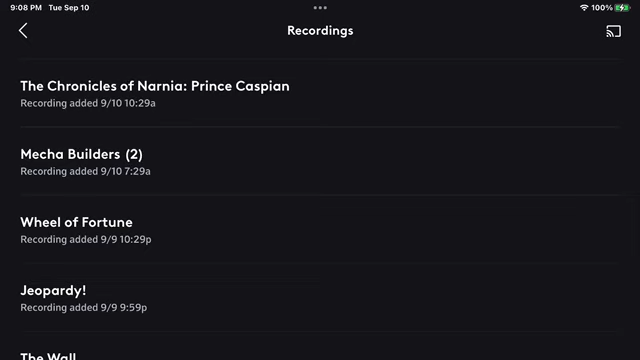 9:08 PM Tue Sep 10
100%
Recordings
The Chronicles of Narnia: Prince Caspian
Recording added 9/10 10:29a
Mecha Builders (2)
Recording added 9/10 7:29a
Wheel of Fortune
Recording added 9/9 10:29p
Jeopardy!
Recording added 9/9 9:59p
The Wall